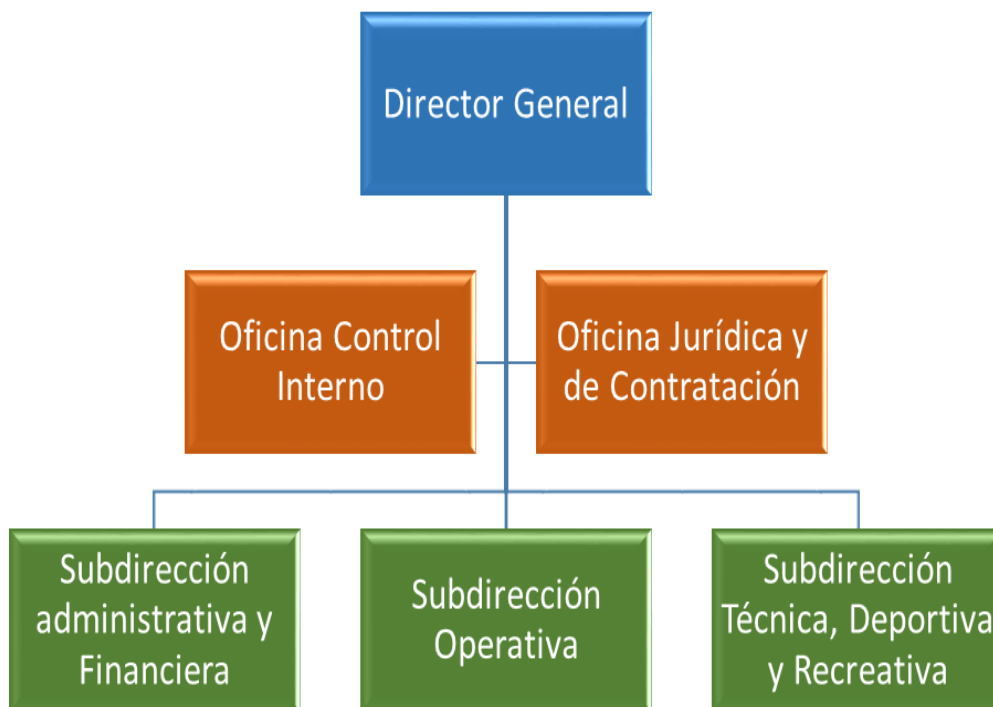 Director General
Oficina Control
Interno
Oficina Jurídica y
de Contratación
Subdirección
administrativa y
Financiera
Subdirección
Operativa
Subdirección
Técnica, Deportiva
y Recreativa